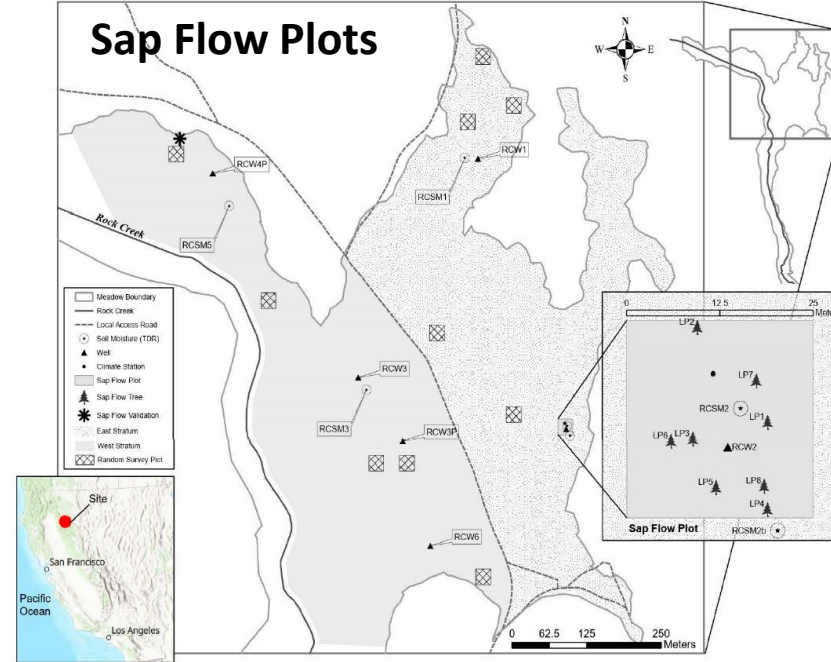 Sap Flow Plots
N
W
E
S
RCW4P
RCW1
RCSM1
RCSM5
Rock Creek
Meadow Boundary
Rock Creek
Local Access Road
Soil Moisture (TDR)
Well
Climate Station
Sap Flow Plot
Sap Flow Tree
Sap Flow Validation
East Stratum
West Stratum
Random Survey Plot
RCW3
RCSM3
RCW3P
RCW6
0 12.5 25
Meters
LP2
LP7
RCSM2
LP1
LP6
LP3
RCW2
LP5
LP8
LP4
Sap Flow Plot
RCSM2b
Site
San Francisco
Pacific
Ocean
Los Angeles
0 62.5 125 250
Meters